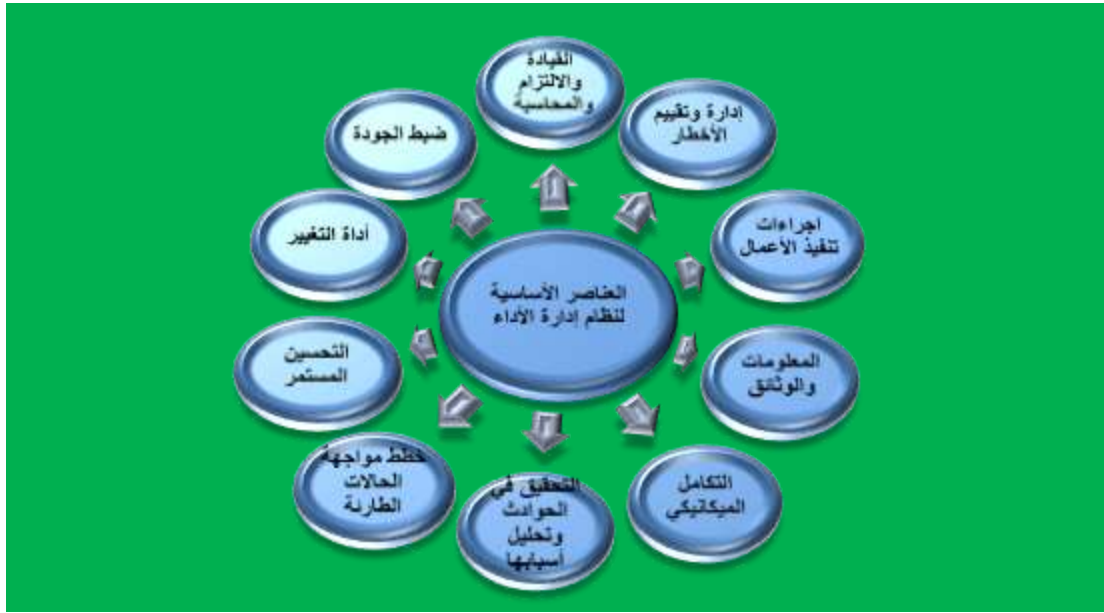 العناصر الأساسية
لنظام إدارة الأداء
القيادة
والالتزام
والمحاسبة
إدارة وتقييم
الأخطار
اجراءات
تنفيذ الأعمال
المعلومات
والوثائق
التكامل
الميكانيكي
التحقيق في
الحوادث
وتحليل
أسبابها
خطط مواجهة
الحالات
الطارئة
التحسين
المستمر
أداة التغيير
ضبط الجودة